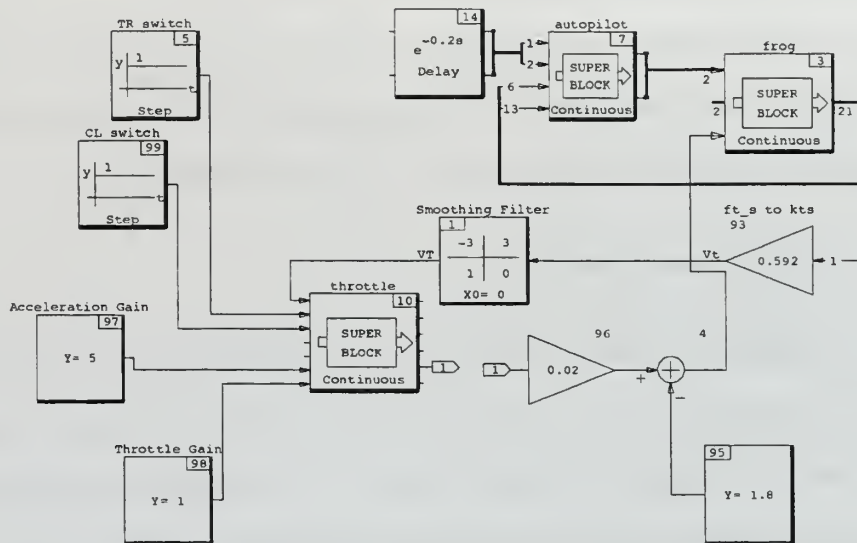 TR switch
5
y
1
t
Step
CL switch
99
y
1
t
Step
14
e-0.2s
Delay
autopilot
7
1
2
6
13
SUPER
BLOCK
Continuous
frog
3
2
2
SUPER
BLOCK
Continuous
21
Smoothing Filter
1
-3 3
1 0
X0= 0
VT
ft_s to kts
93
Vt
0.592
1
throttle
10
SUPER
BLOCK
Continuous
1
Acceleration Gain
97
Y= 5
Throttle Gain
98
Y= 1
1
0.02
96
4
+
+
−
95
Y= 1.8